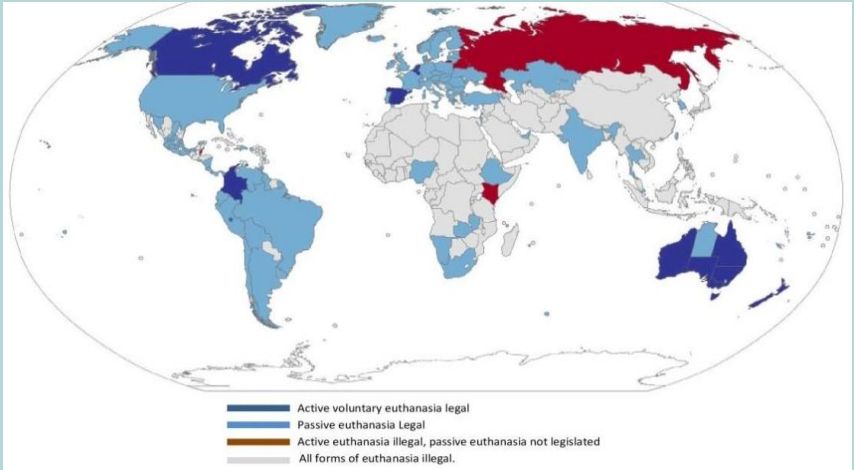 Active voluntary euthanasia legal
Passive euthanasia Legal
Active euthanasia illegal, passive euthanasia not legislated
All forms of euthanasia illegal.